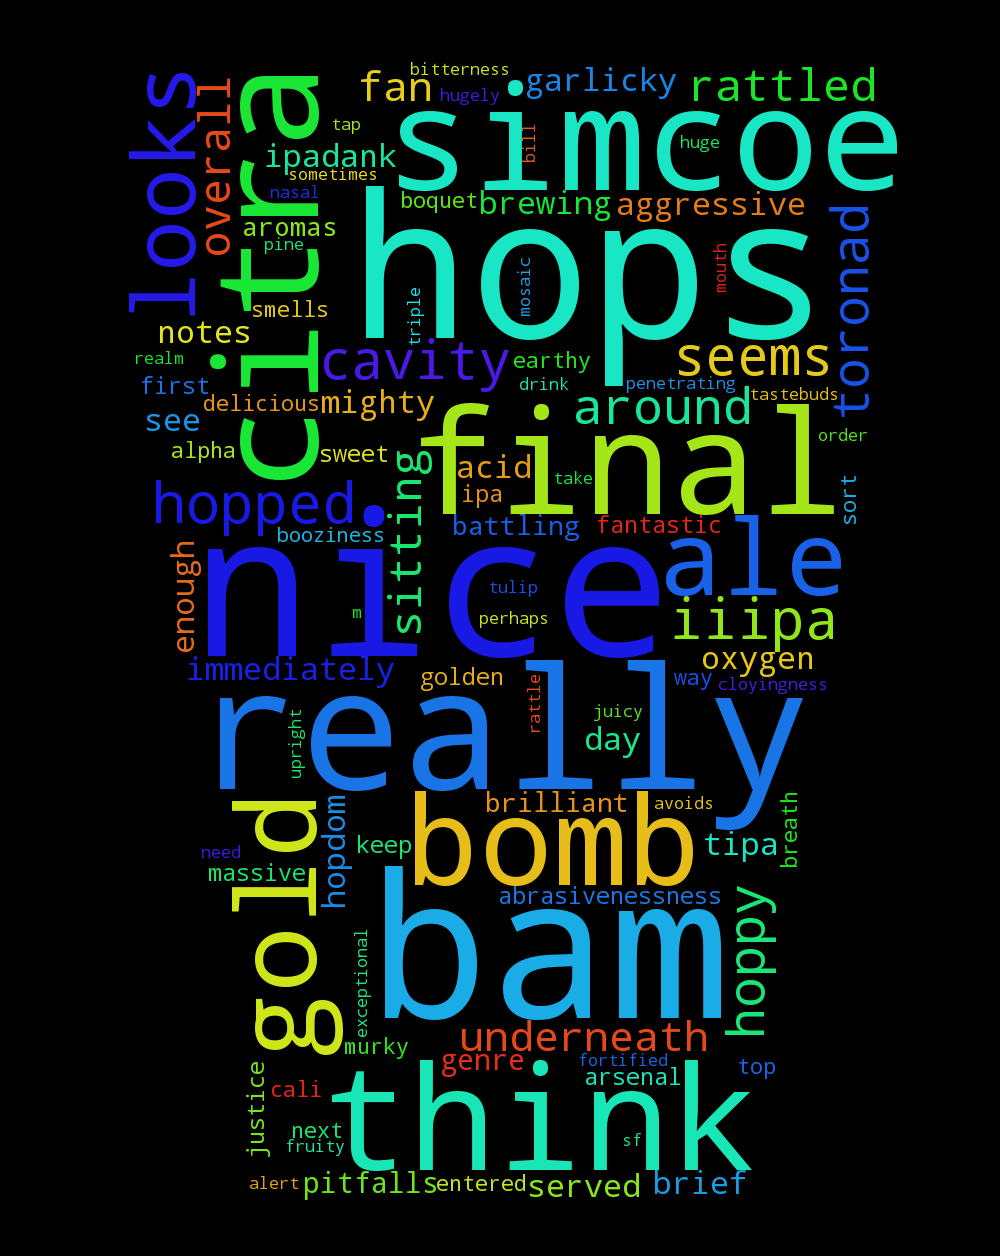 bitterness
fan
hugely
garlicky
rattled
looks
overall
citra
simcoe
tap
ipadank
sometimes
bill
huge
nasal
boquet
brewing
aggressive
aromas
pine
hops
toronad
smells
triple
mosaic
mouth
notes
realm
cavity
earthy
seems
first
drink
penetrating
tastebuds
delicious
mighty
around
see
final
order
alpha
sweet
acid
take
sort
hopped
sitting
ipa
battling
fantastic
booziness
ale
enough
nice
tulip
m
perhaps
iiipa
immediately
oxygen
golden
rattle
way
cloyingness
really
upright
juicy
day
gold
hopdom
bomb
brilliant
avoids
breath
need
keep
tipa
massive
bam
abrasivenessness
hoppy
exceptional
murky
underneath
genre
fortified
top
justice
cali
arsenal
think
next
fruity
sf
alert
pitfalls
entered
served
brief